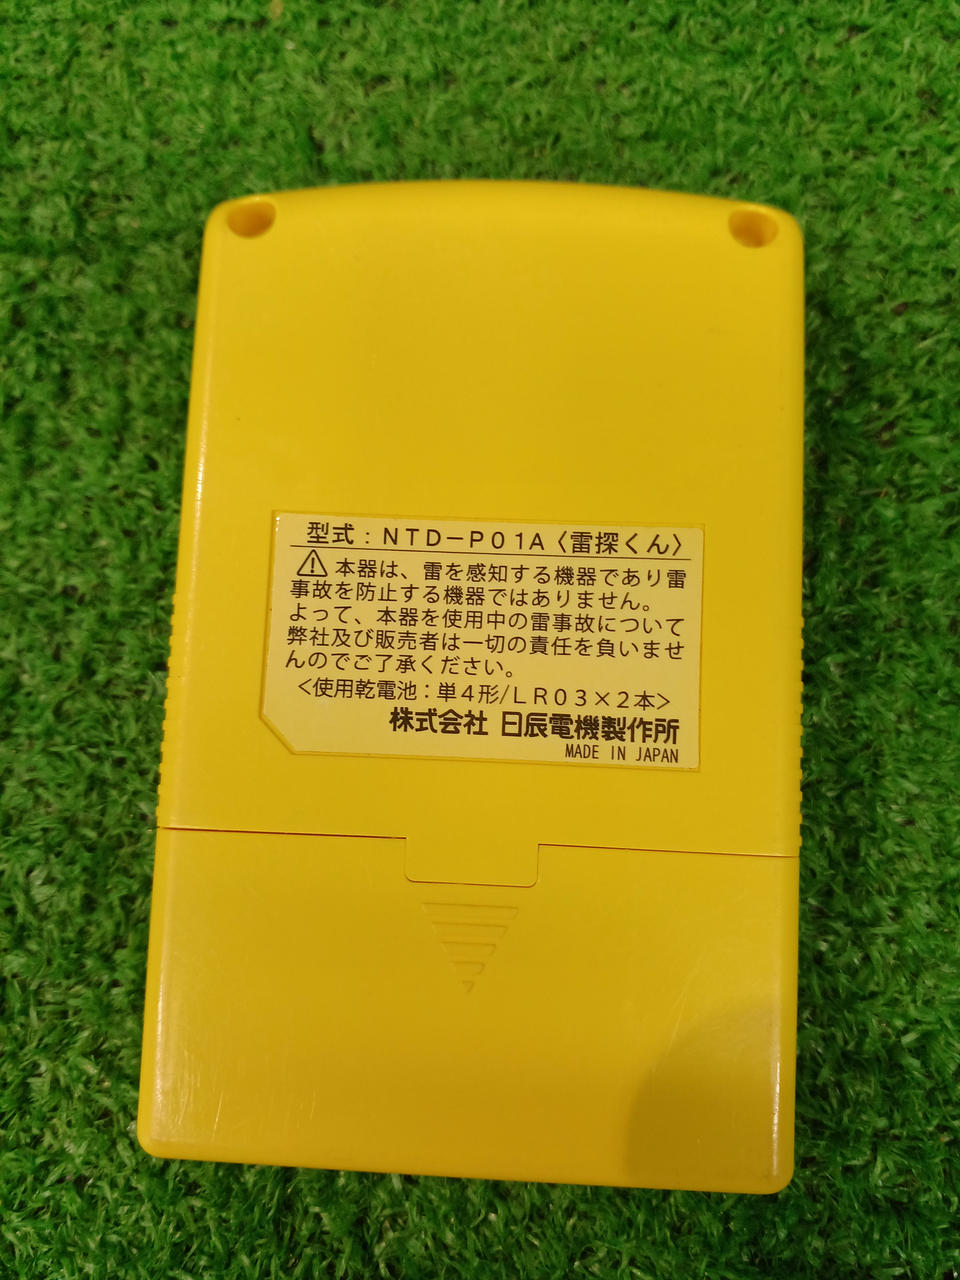 型式：NTD－P01A〈雷探くん〉
⚠本器は、雷を感知する機器であり雷
事故を防止する機器ではありません。
よって、本器を使用中の雷事故について
弊社及び販売者は一切の責任を負いませ
んのでご了承ください。
<使用乾電池：単4形/LR03×2本>
株式会社 日辰電機製作所
MADE IN JAPAN